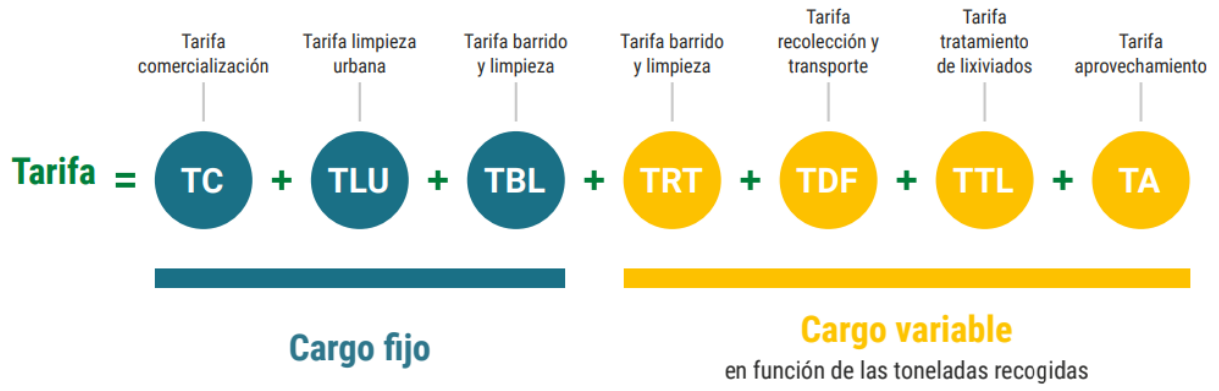 Tarifa
comercialización
Tarifa limpieza
urbana
Tarifa barrido
y limpieza
Tarifa barrido
y limpieza
Tarifa
recolección y
transporte
Tarifa
tratamiento
de lixiviados
Tarifa
aprovechamiento
Tarifa = TC + TLU + TBL + TRT + TDF + TTL + TA
Cargo fijo
Cargo variable
en función de las toneladas recogidas